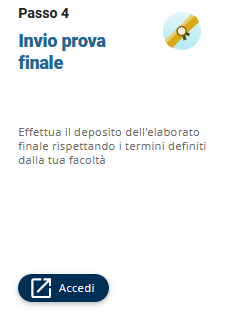 Passo 4
Invio prova
finale
Effettua il deposito dell'elaborato
finale rispettando i termini definiti
dalla tua facoltà
Accedi